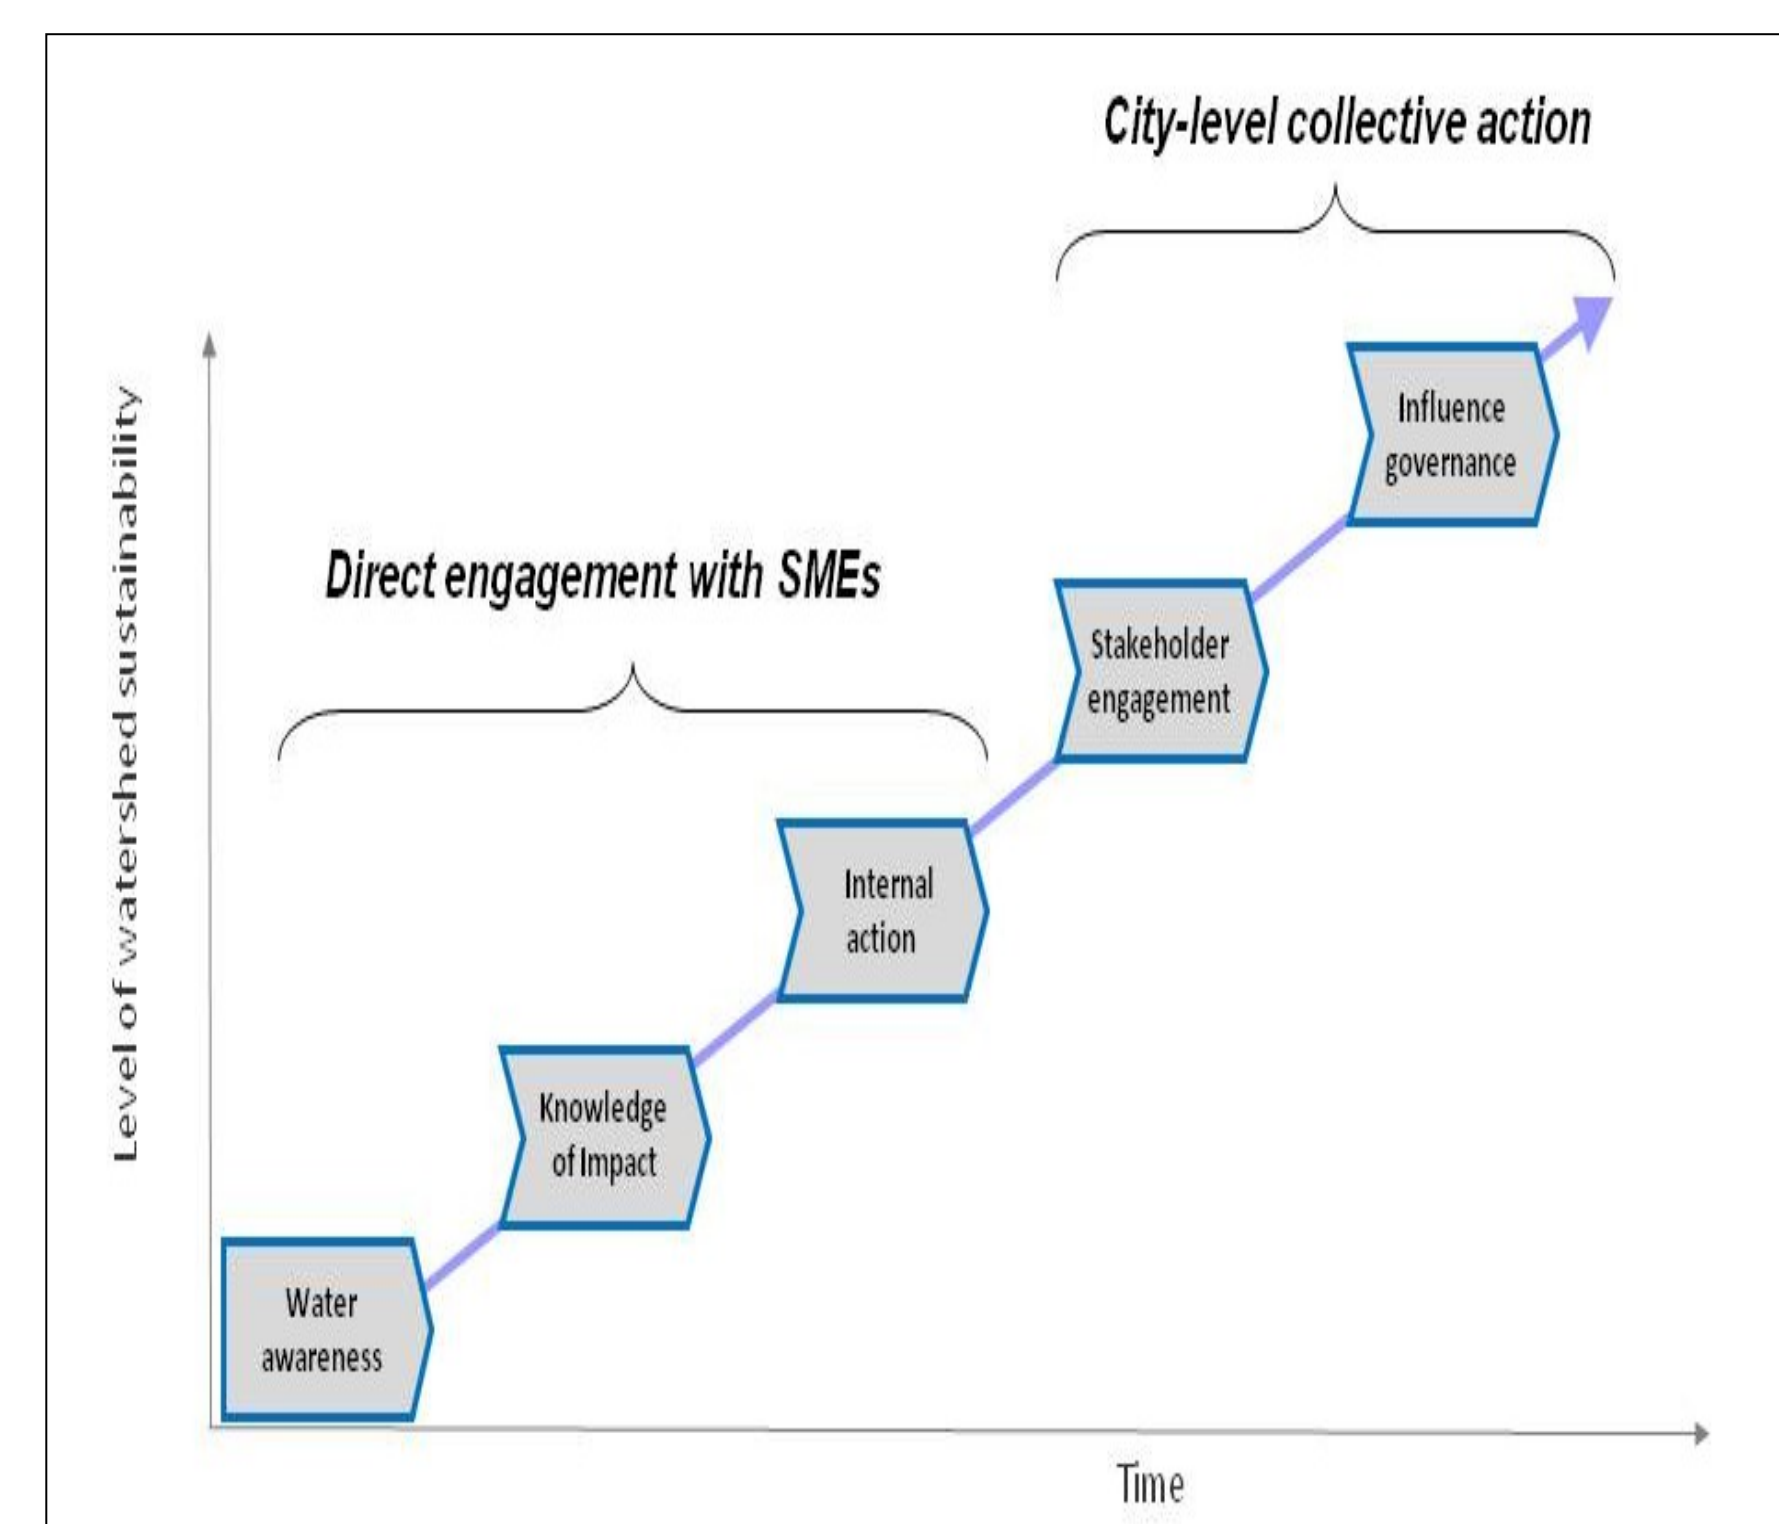 City-level collective action
Direct engagement with SMEs
Level of watershed sustainability
Influence
governance
Stakeholder
engagement
Internal
action
Knowledge
of Impact
Water
awareness
Time